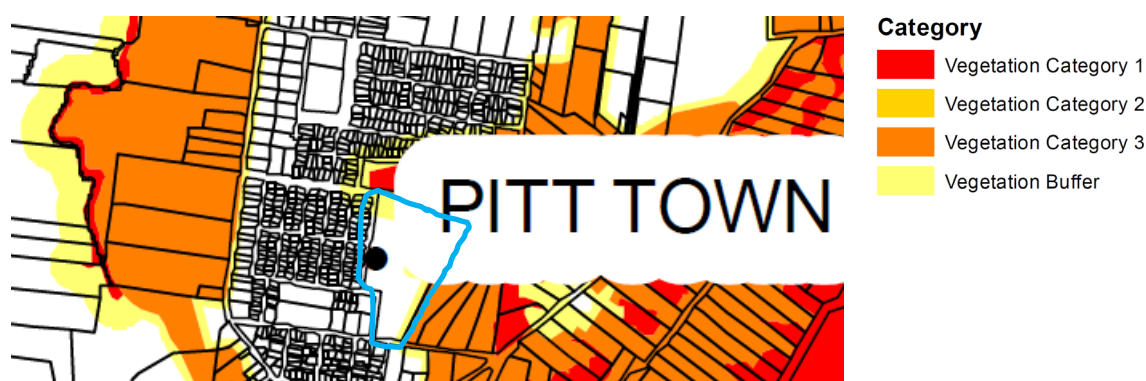 Category
Vegetation Category 1
Vegetation Category 2
Vegetation Category 3
Vegetation Buffer
PITT TOWN